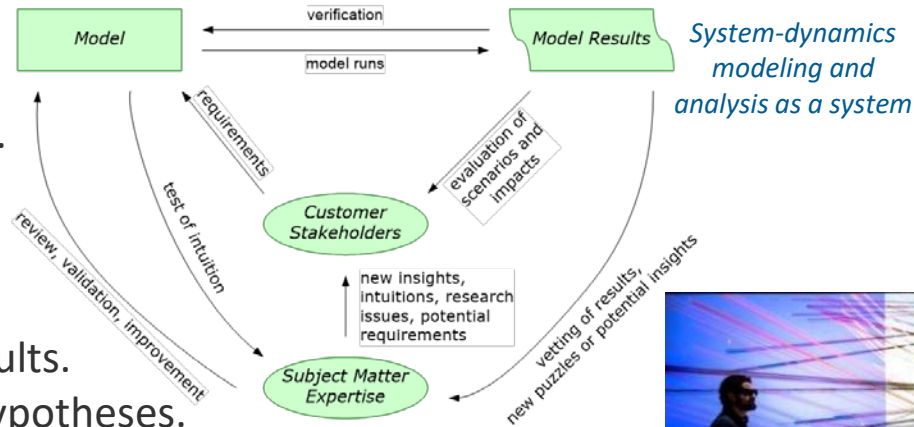 verification
Model
Model Results
model runs
System-dynamics
modeling and
analysis as a system
requirements
evaluation of
scenarios and
impacts
.
test of intuition
Customer
Stakeholders
review, validation, improvement
new insights,
intuitions, research
issues, potential
requirements
vetting of results,
new puzzles or potential insights
ults.
Subject Matter
Expertise
ypotheses.